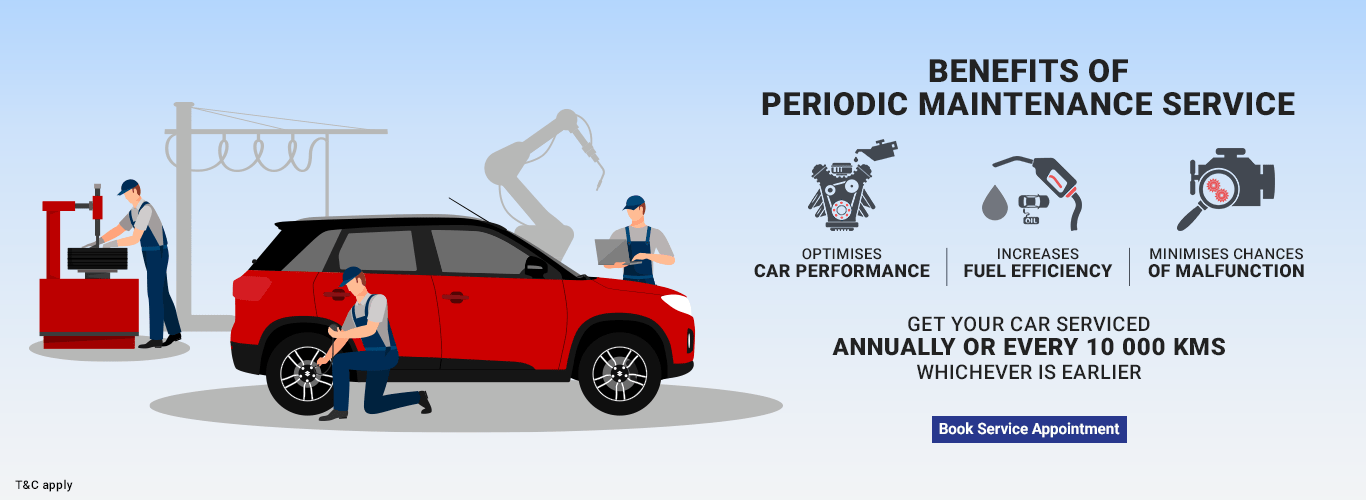 BENEFITS OF
PERIODIC MAINTENANCE SERVICE
OIL
OPTIMISES
CAR PERFORMANCE
INCREASES
FUEL EFFICIENCY
MINIMISES CHANCES
OF MALFUNCTION
GET YOUR CAR SERVICED
ANNUALLY OR EVERY 10 000 KMS
WHICHEVER IS EARLIER
Book Service Appointment
T&C apply